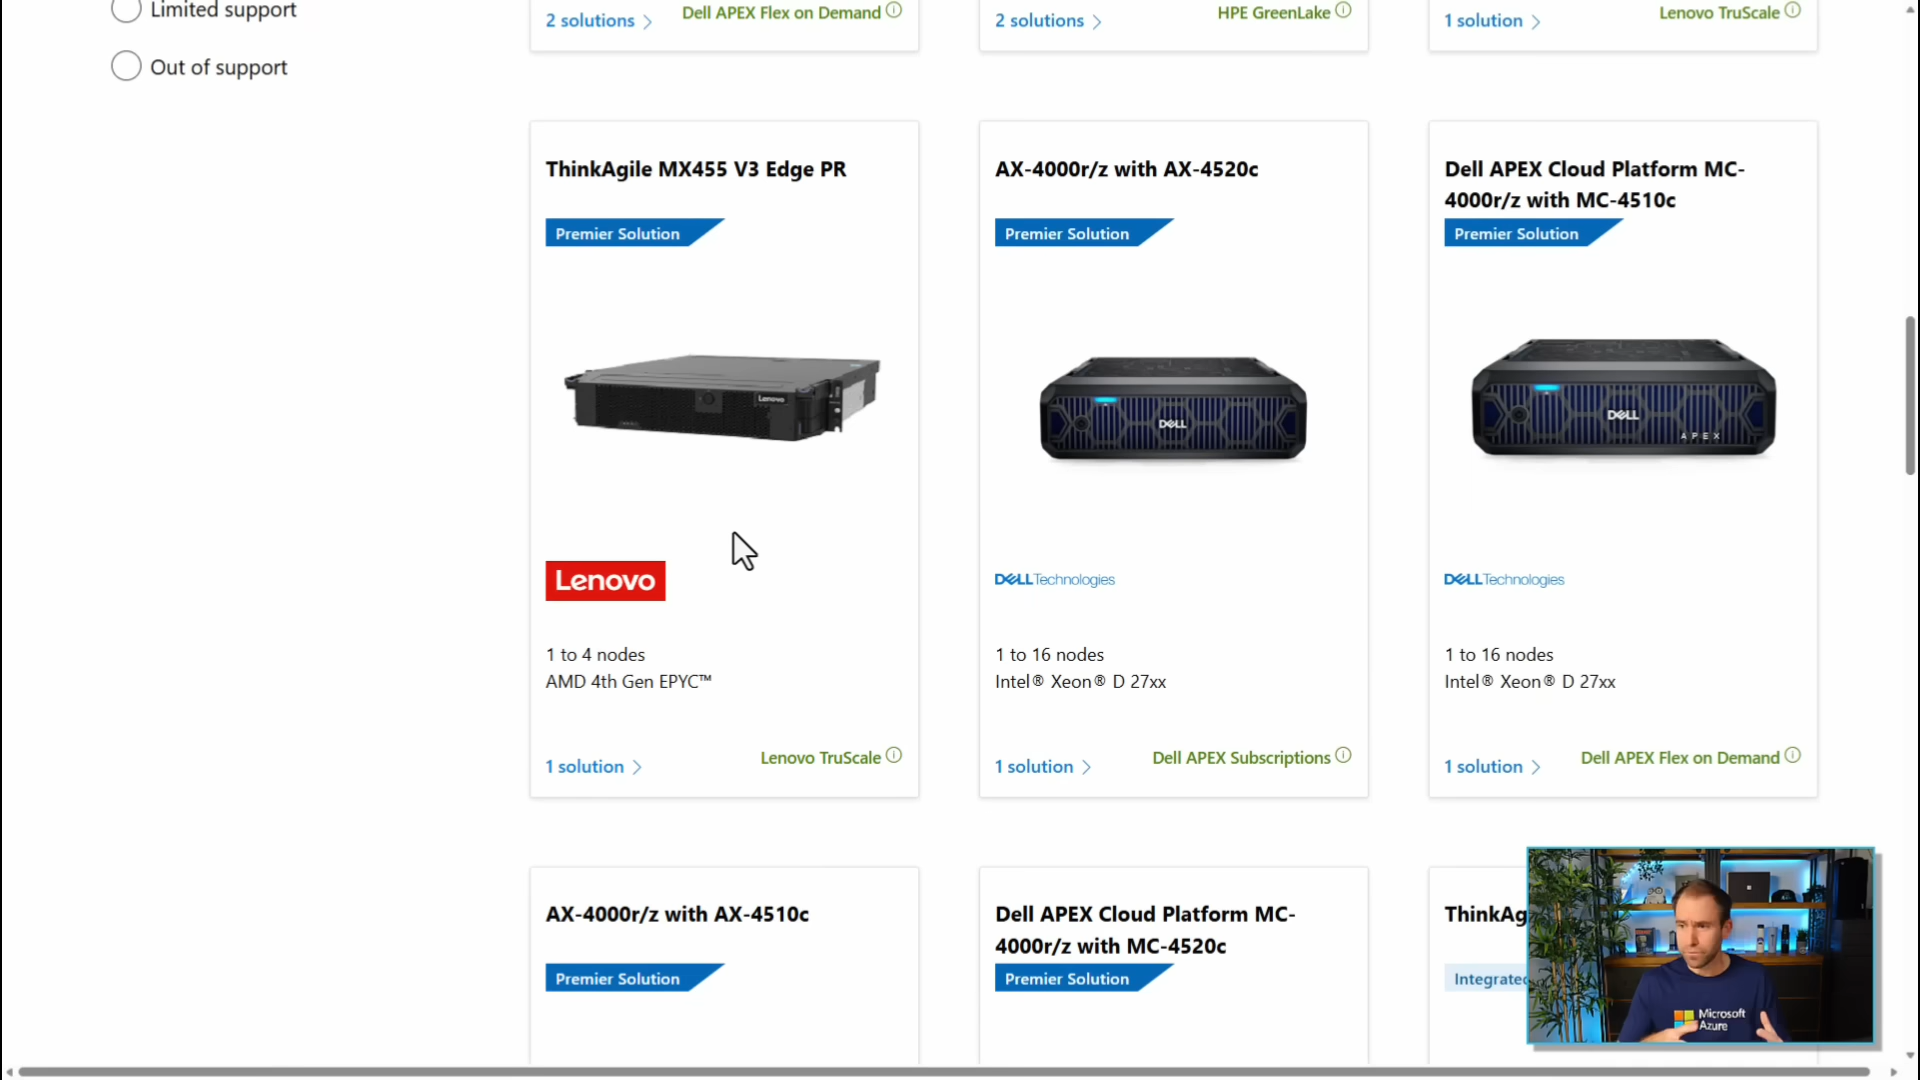 Limited support
Out of support
2 solutions
Dell APEX Flex on Demand
2 solutions
HPE GreenLake
1 solution
Lenovo TruScale
ThinkAgile MX455 V3 Edge PR
Premier Solution
Lenovo
Lenovo
1 to 4 nodes
AMD 4th Gen EPYC™
1 solution
Lenovo TruScale
AX-4000r/z with AX-4520c
Premier Solution
DELL
DELL Technologies
1 to 16 nodes
Intel® Xeon® D 27xx
1 solution
Dell APEX Subscriptions
Dell APEX Cloud Platform MC-
4000r/z with MC-4510c
Premier Solution
DELL
APEX
DELL Technologies
1 to 16 nodes
Intel® Xeon® D 27xx
1 solution
Dell APEX Flex on Demand
AX-4000r/z with AX-4510c
Premier Solution
Dell APEX Cloud Platform MC-
4000r/z with MC-4520c
Premier Solution
ThinkAg
Integrated
Microsoft
Azure